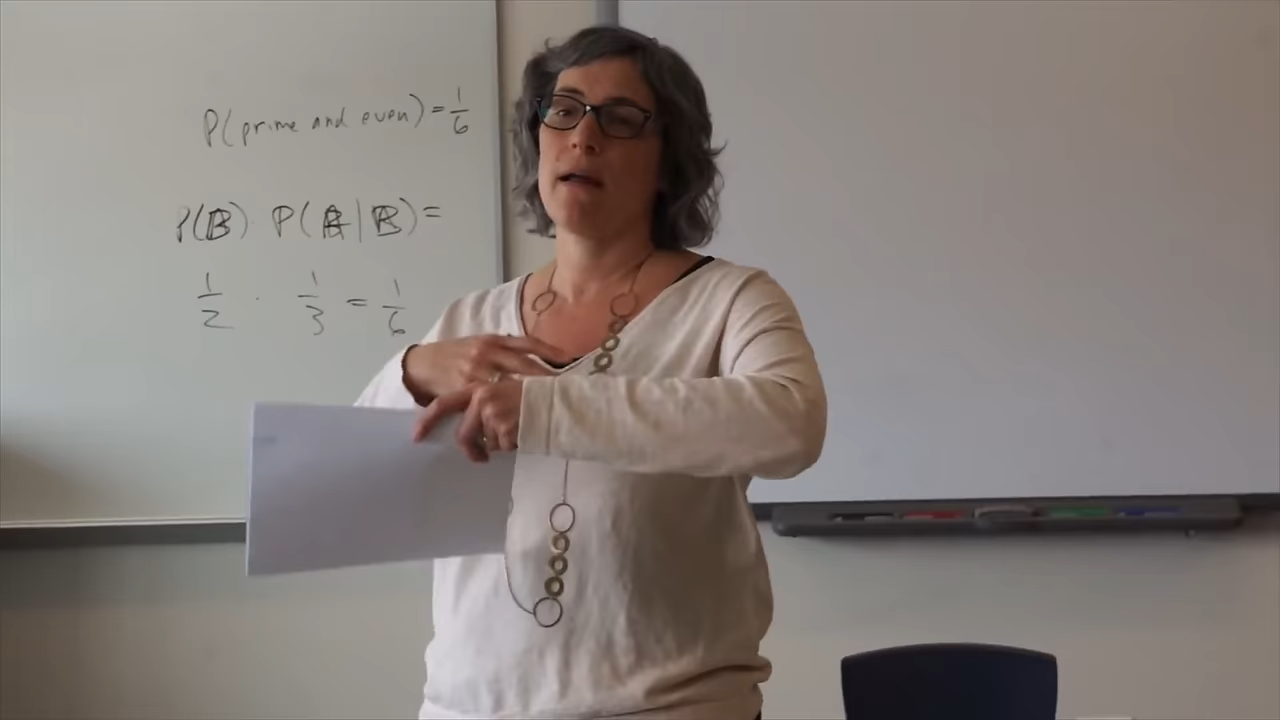 P(prime and even) = 1/6
P(B) · P(A|B) =
1/2 · 1/3 = 1/6